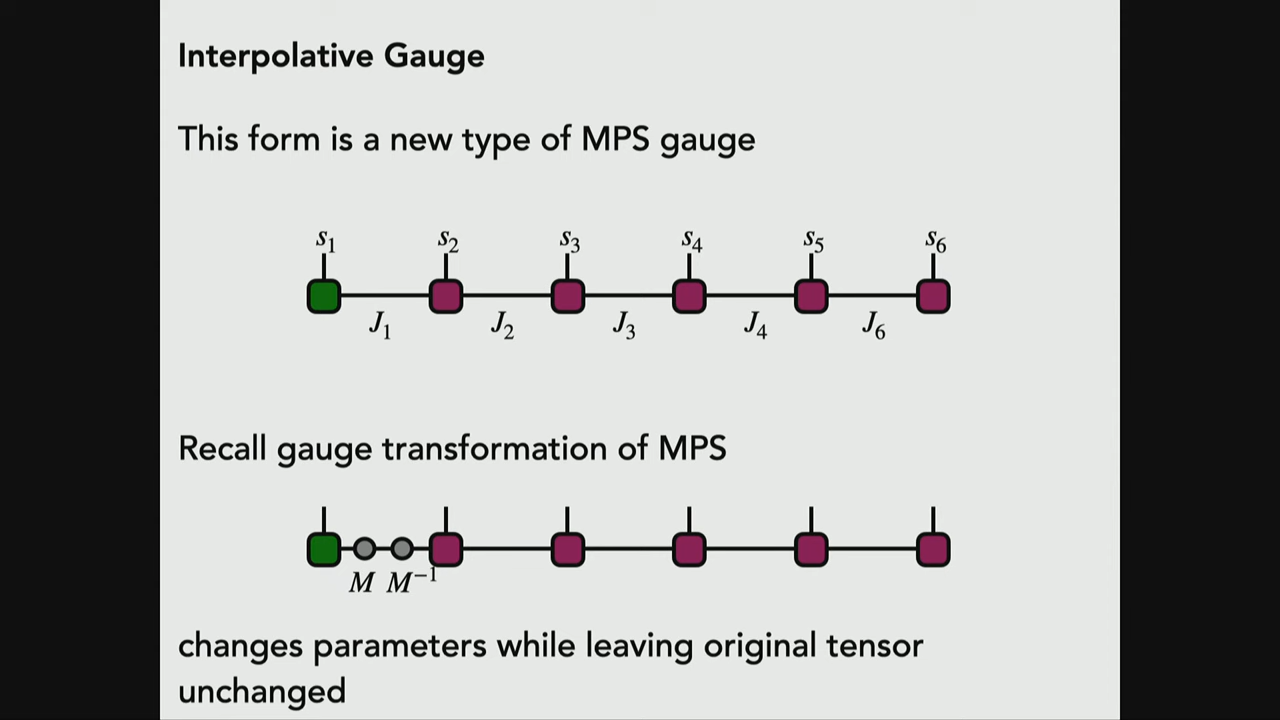 Interpolative Gauge
This form is a new type of MPS gauge
s₁ s₂ s₃ s₄ s₅ s₆
J₁ J₂ J₃ J₄ J₆
Recall gauge transformation of MPS
M M⁻¹
changes parameters while leaving original tensor
unchanged